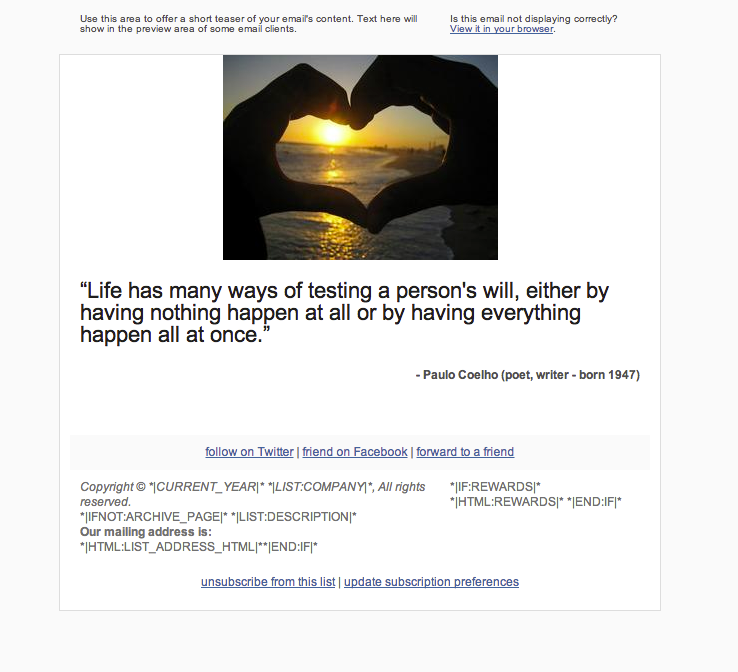 Use this area to offer a short teaser of your email's content. Text here will
show in the preview area of some email clients.
Is this email not displaying correctly?
View it in your browser.
“Life has many ways of testing a person's will, either by
having nothing happen at all or by having everything
happen all at once.”
- Paulo Coelho (poet, writer - born 1947)
follow on Twitter | friend on Facebook | forward to a friend
Copyright © *|CURRENT_YEAR|* *|LIST:COMPANY|*, All rights
reserved.
*|IFNOT:ARCHIVE_PAGE|* *|LIST:DESCRIPTION|*
Our mailing address is:
*|HTML:LIST_ADDRESS_HTML|**|END:IF|*
*|IF:REWARDS|*
*|HTML:REWARDS|* *|END:IF|*
unsubscribe from this list | update subscription preferences